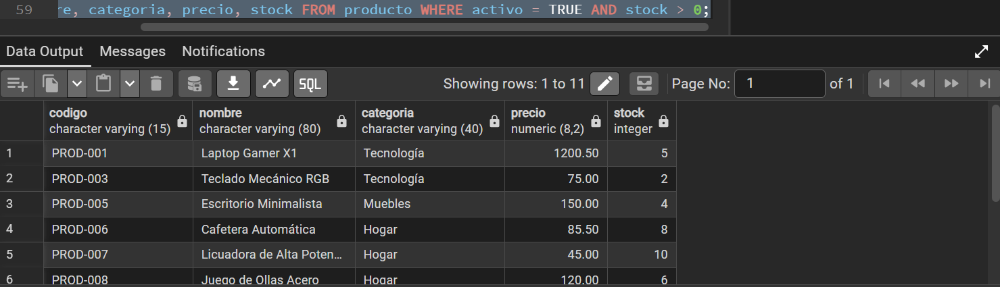 59 re, categoria, precio, stock FROM producto WHERE activo = TRUE AND stock > 0;
Data Output Messages Notifications
SQL Showing rows: 1 to 11 Page No: 1 of 1
codigo nombre categoria precio stock
character varying (15) character varying (80) character varying (40) numeric (8,2) integer
1 PROD-001 Laptop Gamer X1 Tecnología 1200.50 5
2 PROD-003 Teclado Mecánico RGB Tecnología 75.00 2
3 PROD-005 Escritorio Minimalista Muebles 150.00 4
4 PROD-006 Cafetera Automática Hogar 85.50 8
5 PROD-007 Licuadora de Alta Poten... Hogar 45.00 10
6 PROD-008 Juego de Ollas Acero Hogar 120.00 6